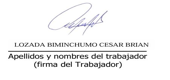 LOZADA BIMINCHUMO CESAR BRIAN
Apellidos y nombres del trabajador
(firma del Trabajador)